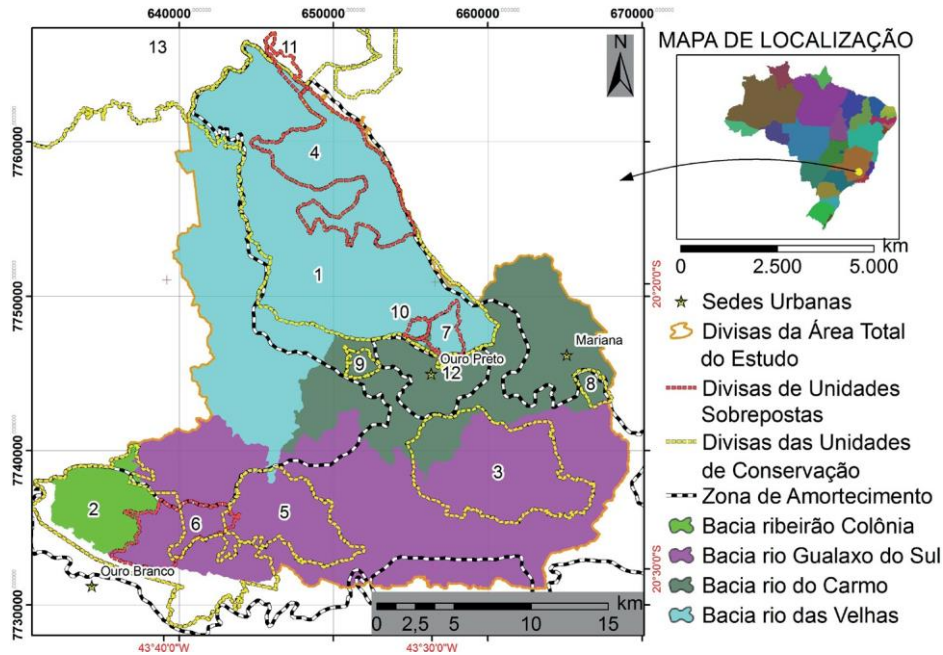 640000
650000
660000
670000
7760000
7750000
7740000
7730000
20°20'0"S
20°30'0"S
43°40'0"W
43°30'0"W
13
11
4
1
10
7
Ouro Preto
12
9
Mariana
8
3
2
6
5
Ouro Branco
N
km
0 2,5 5 10 15
MAPA DE LOCALIZAÇÃO
km
0 2.500 5.000
Sedes Urbanas
Divisas da Área Total
do Estudo
Divisas de Unidades
Sobrepostas
Divisas das Unidades
de Conservação
Zona de Amortecimento
Bacia ribeirão Colônia
Bacia rio Gualaxo do Sul
Bacia rio do Carmo
Bacia rio das Velhas